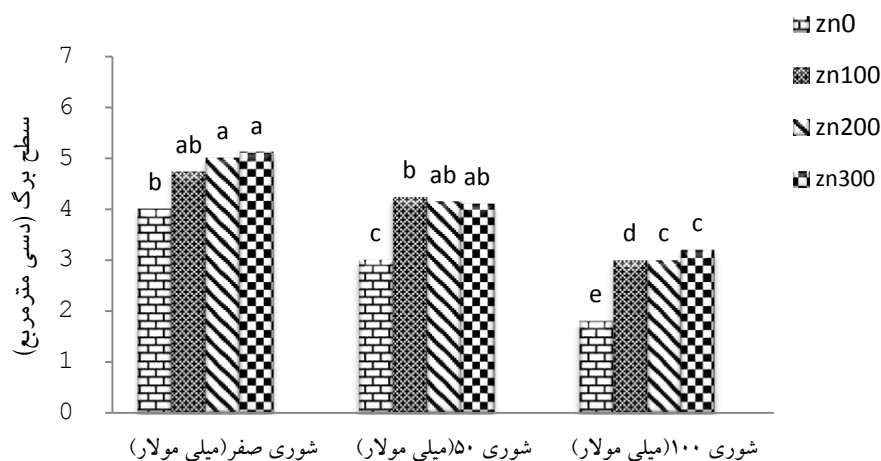 zn0
zn100
zn200
zn300
سطح برگ (دسی مترمربع)
7
6
5
4
3
2
1
0
b ab a a
c b ab ab
e d c c
شوری صفر(میلی مولار)
شوری ۵۰(میلی مولار)
شوری ۱۰۰(میلی مولار)